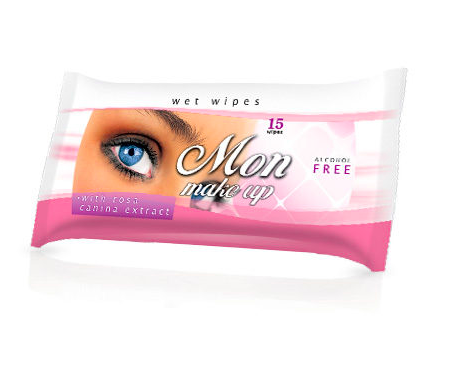 wet wipes
15
wipes
Mon
make up
ALCOHOL
FREE
•with rosa
canina extract